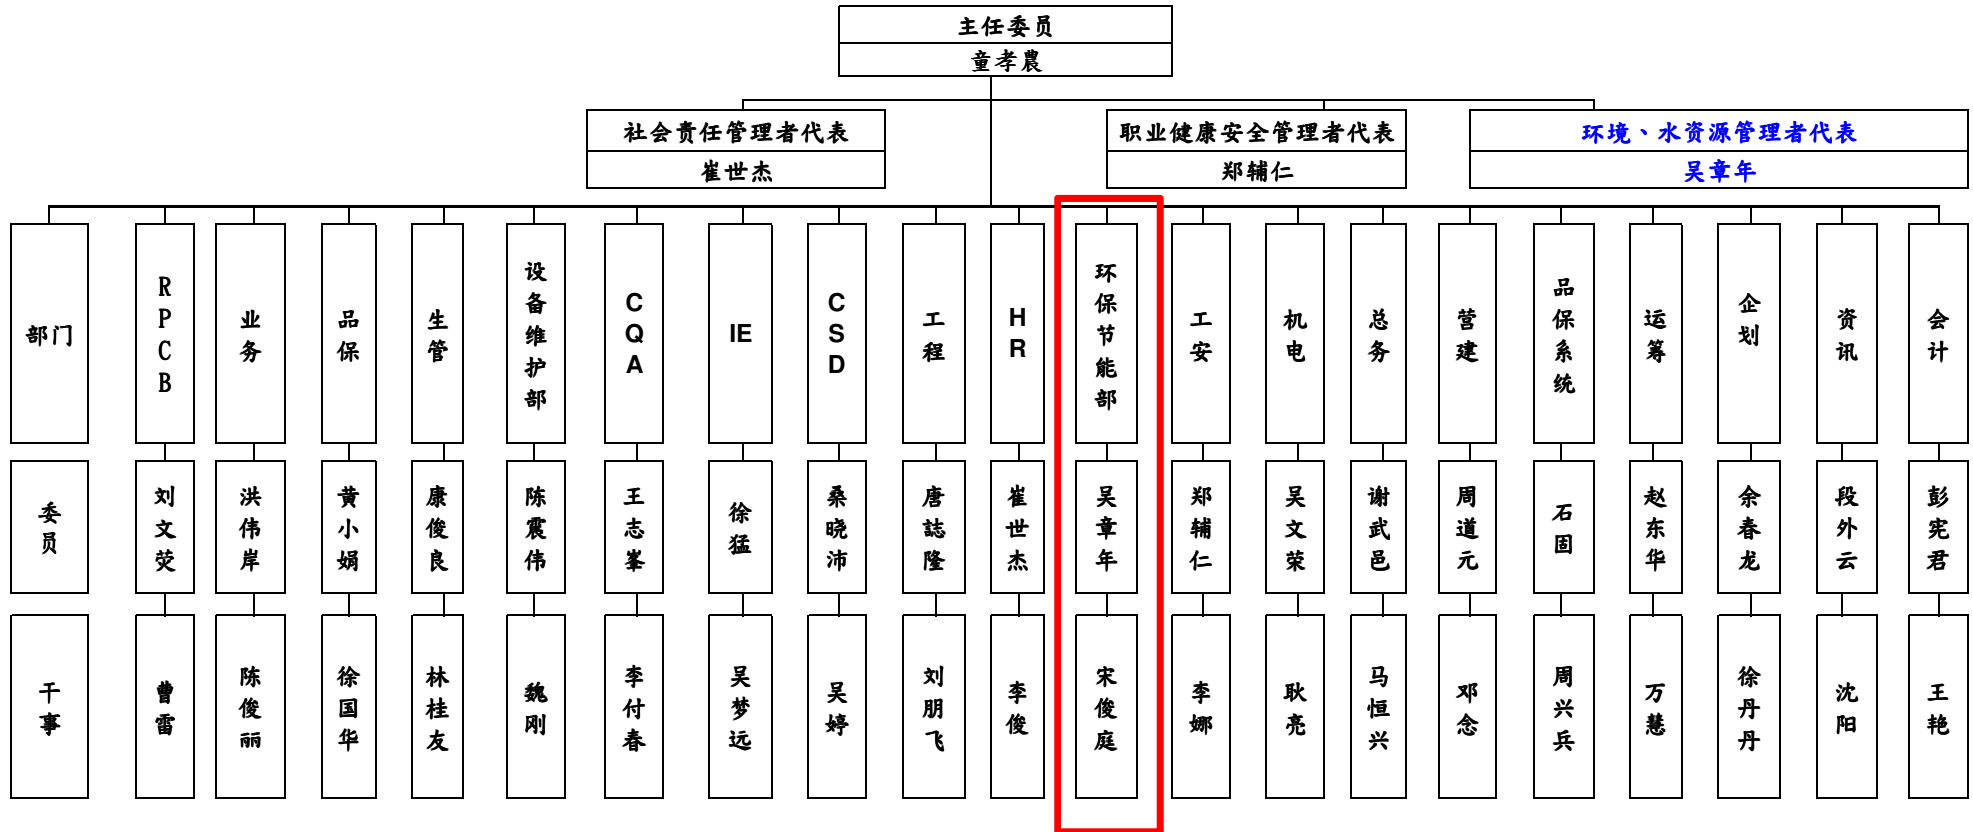 主任委员
童孝農
社会责任管理者代表
崔世杰
职业健康安全管理者代表
郑辅仁
环境、水资源管理者代表
吴章年
部门
RPCB
业务
品保
生管
设备维护部
CQA
IE
CSD
工程
HR
环保节能部
工安
机电
总务
营建
品保系统
运筹
企划
资讯
会计
委员
刘文荧
洪伟岸
黄小娟
康俊良
陈震伟
王志峯
徐猛
桑晓沛
唐誌隆
崔世杰
吴章年
郑辅仁
吴文荣
谢武邑
周道元
石固
赵东华
余春龙
段外云
彭宪君
干事
曹雷
陈俊丽
徐国华
林桂友
魏刚
李付春
吴梦远
吴婷
刘朋飞
李俊
宋俊庭
李娜
耿亮
马恒兴
邓念
周兴兵
万慧
徐丹丹
沈阳
王艳